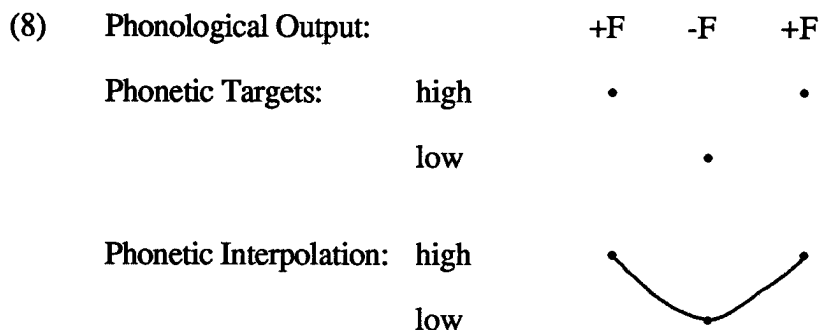 (8) Phonological Output: +F -F +F
Phonetic Targets: high
low
Phonetic Interpolation: high
low